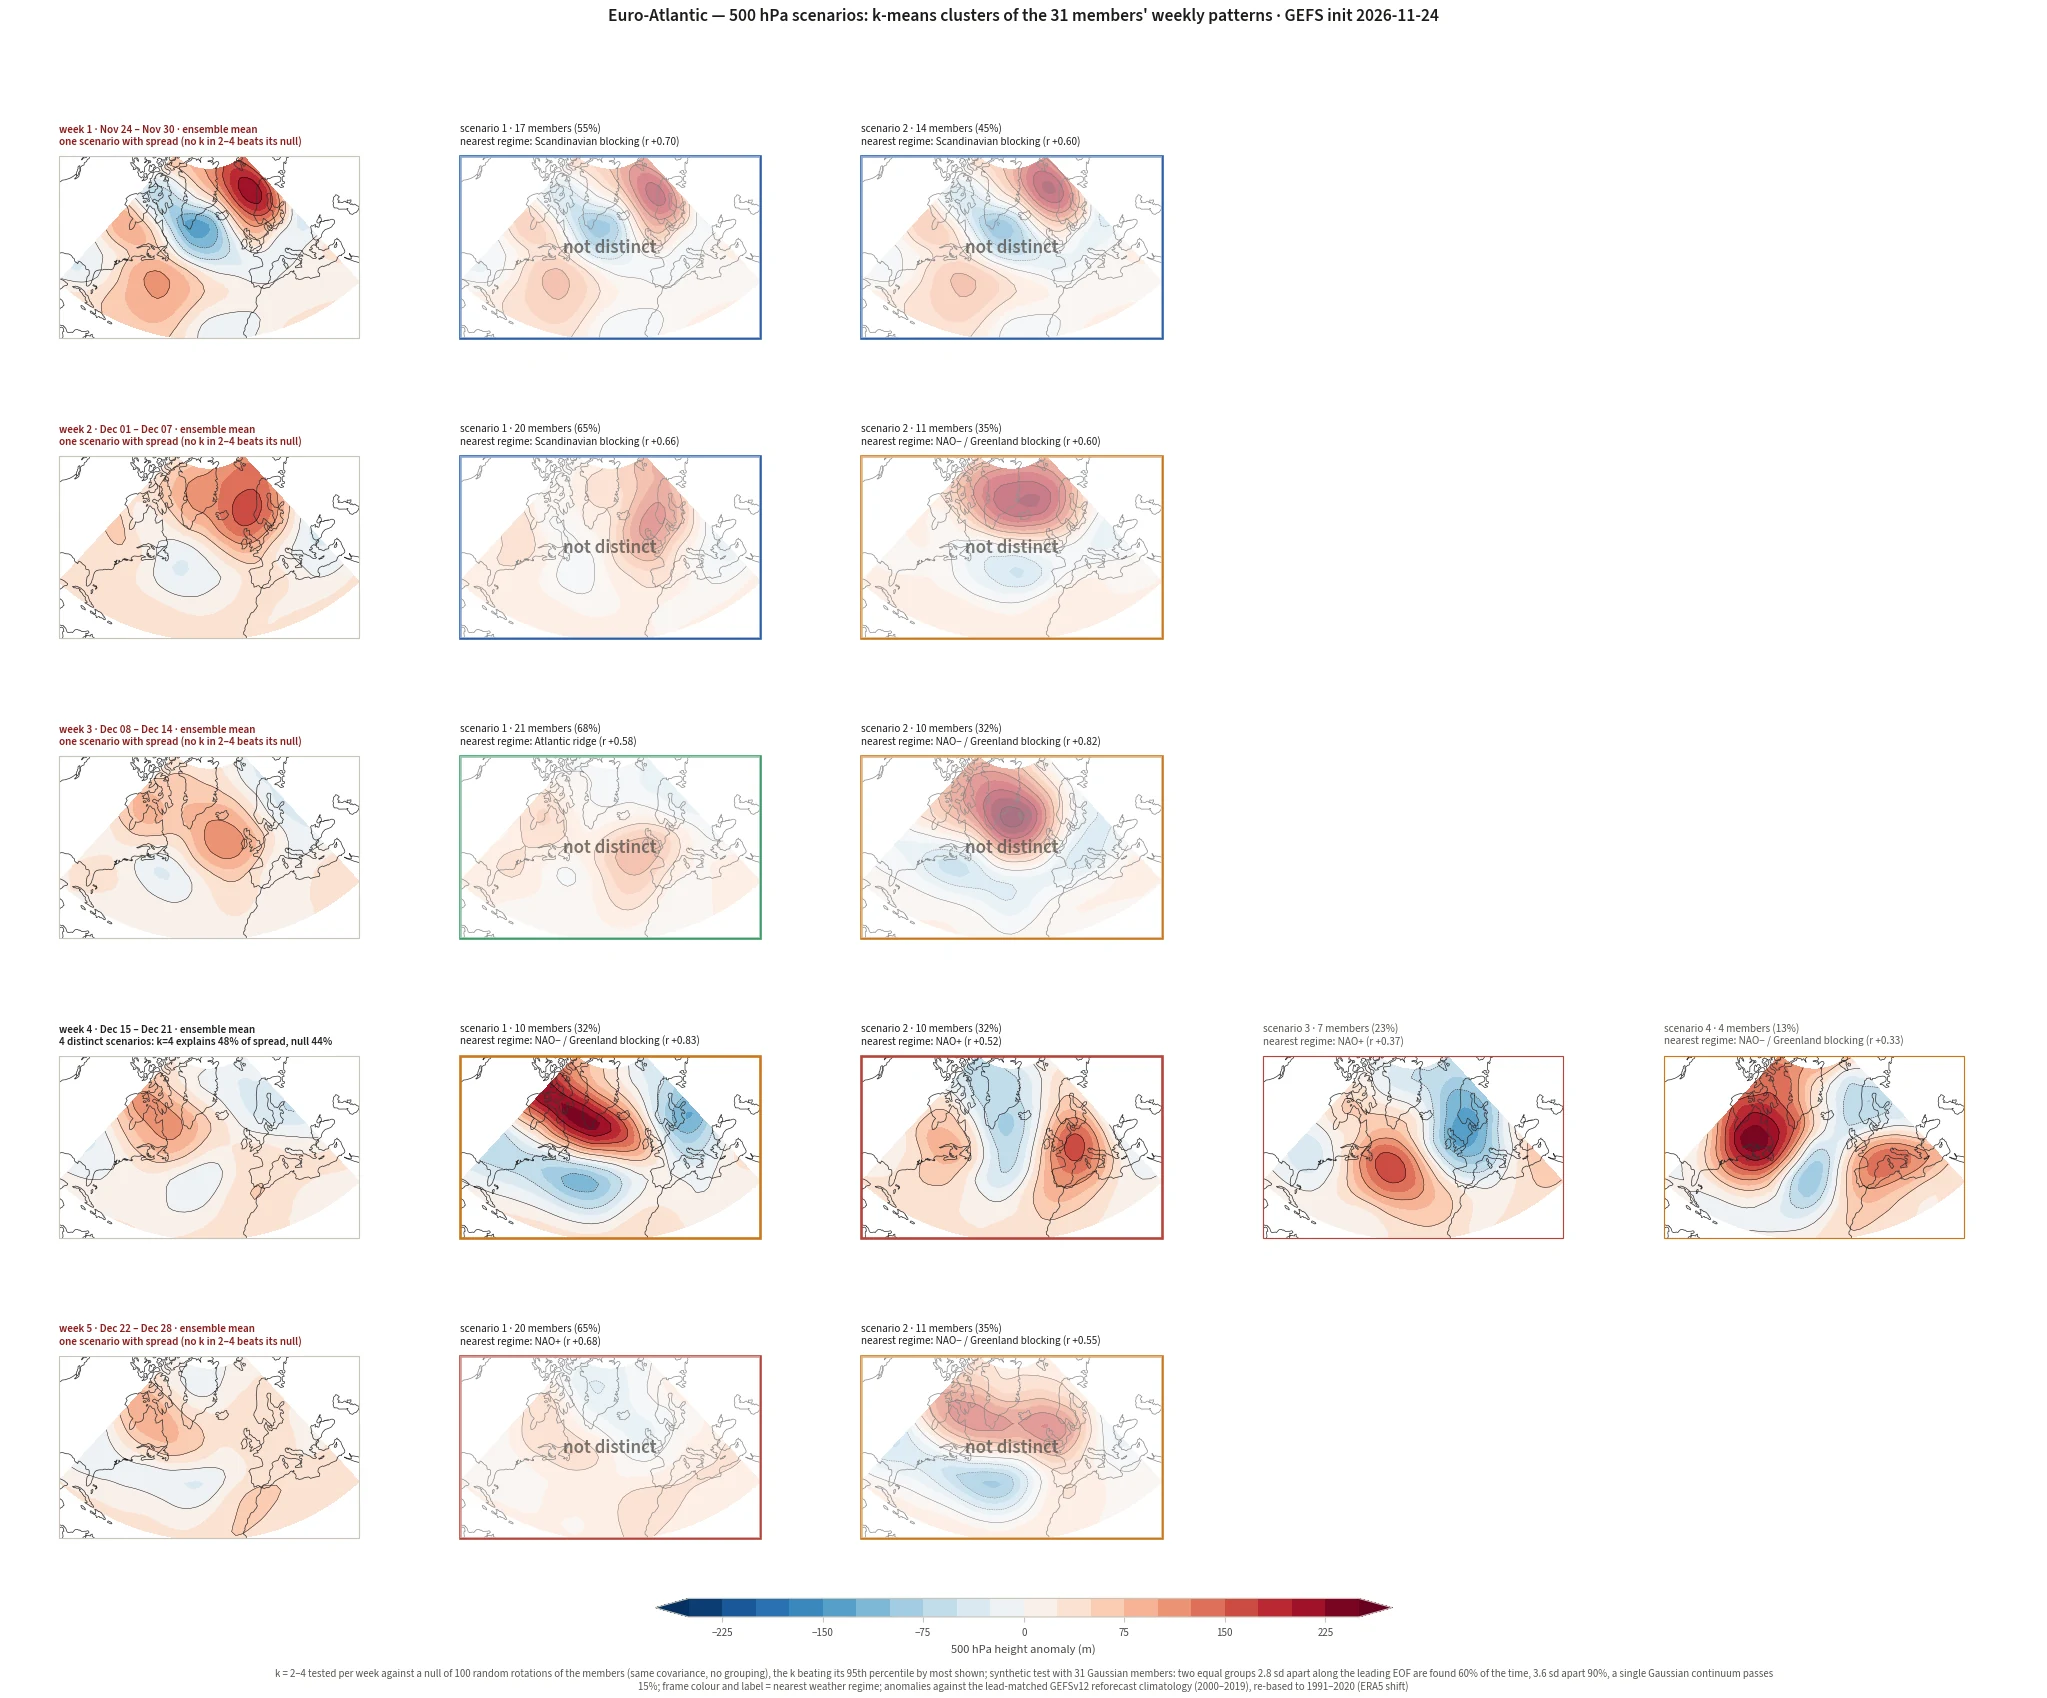 Euro-Atlantic — 500 hPa scenarios: k-means clusters of the 31 members' weekly patterns · GEFS init 2026-11-24
week 1 · Nov 24 – Nov 30 · ensemble mean
one scenario with spread (no k in 2–4 beats its null)
scenario 1 · 17 members (55%)
nearest regime: Scandinavian blocking (r +0.70)
not distinct
scenario 2 · 14 members (45%)
nearest regime: Scandinavian blocking (r +0.60)
not distinct
week 2 · Dec 01 – Dec 07 · ensemble mean
one scenario with spread (no k in 2–4 beats its null)
scenario 1 · 20 members (65%)
nearest regime: Scandinavian blocking (r +0.66)
not distinct
scenario 2 · 11 members (35%)
nearest regime: NAO− / Greenland blocking (r +0.60)
not distinct
week 3 · Dec 08 – Dec 14 · ensemble mean
one scenario with spread (no k in 2–4 beats its null)
scenario 1 · 21 members (68%)
nearest regime: Atlantic ridge (r +0.58)
not distinct
scenario 2 · 10 members (32%)
nearest regime: NAO− / Greenland blocking (r +0.82)
not distinct
week 4 · Dec 15 – Dec 21 · ensemble mean
4 distinct scenarios: k=4 explains 48% of spread, null 44%
scenario 1 · 10 members (32%)
nearest regime: NAO− / Greenland blocking (r +0.83)
scenario 2 · 10 members (32%)
nearest regime: NAO+ (r +0.52)
scenario 3 · 7 members (23%)
nearest regime: NAO+ (r +0.37)
scenario 4 · 4 members (13%)
nearest regime: NAO− / Greenland blocking (r +0.33)
week 5 · Dec 22 – Dec 28 · ensemble mean
one scenario with spread (no k in 2–4 beats its null)
scenario 1 · 20 members (65%)
nearest regime: NAO+ (r +0.68)
not distinct
scenario 2 · 11 members (35%)
nearest regime: NAO− / Greenland blocking (r +0.55)
not distinct
−225 −150 −75 0 75 150 225
500 hPa height anomaly (m)
k = 2–4 tested per week against a null of 100 random rotations of the members (same covariance, no grouping), the k beating its 95th percentile by most shown; synthetic test with 31 Gaussian members: two equal groups 2.8 sd apart along the leading EOF are found 60% of the time, 3.6 sd apart 90%, a single Gaussian continuum passes
15%; frame colour and label = nearest weather regime; anomalies against the lead-matched GEFSv12 reforecast climatology (2000–2019), re-based to 1991–2020 (ERA5 shift)